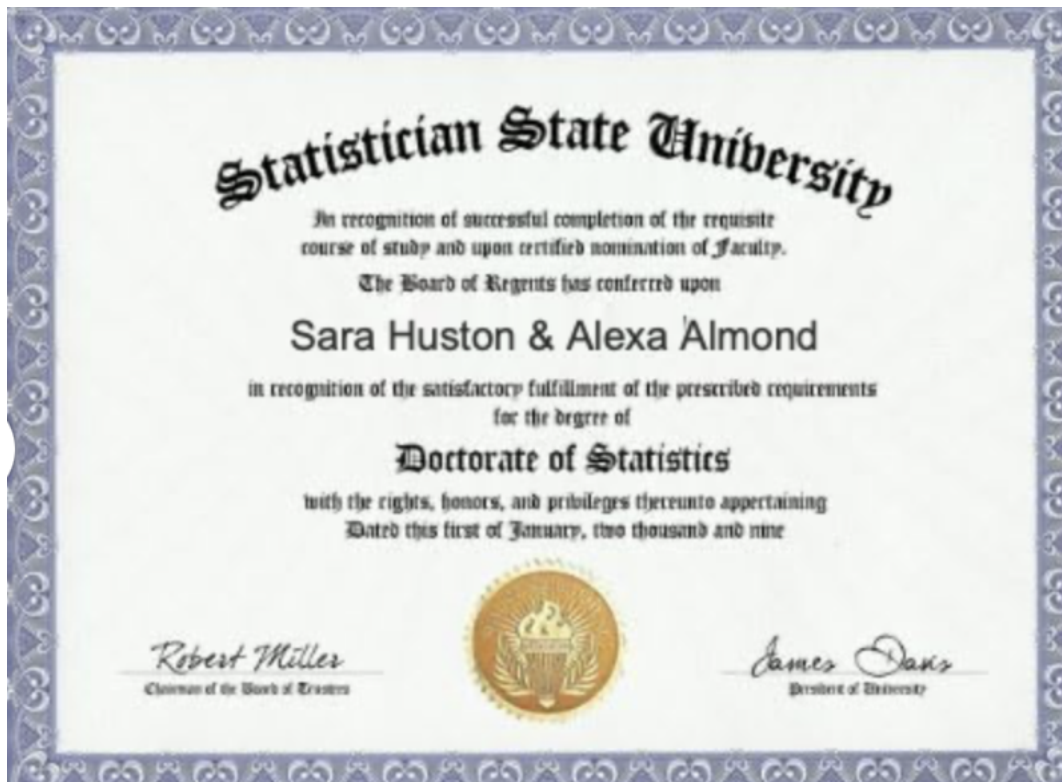 Statistician State University
In recognition of successful completion of the requisite
course of study and upon certified nomination of Faculty.
The Board of Regents has conferred upon
Sara Huston & Alexa Almond
in recognition of the satisfactory fulfillment of the prescribed requirements
for the degree of
Doctorate of Statistics
with the rights, honors, and privileges thereunto appertaining
Dated this first of January, two thousand and nine
Robert Miller
Chairman of the Board of Trustees
James Davis
President of University